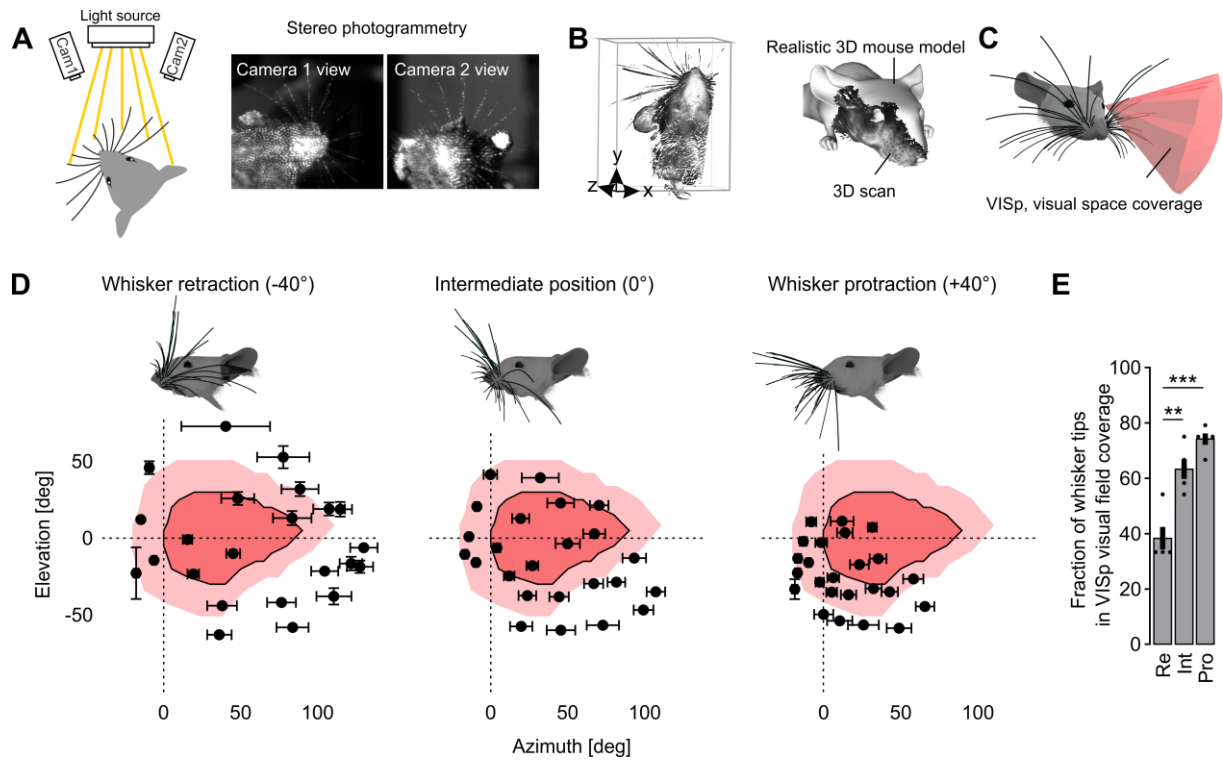 A
Light source
Cam1
Cam2
Stereo photogrammetry
Camera 1 view
Camera 2 view
B
y
z
x
Realistic 3D mouse model
3D scan
C
VISp, visual space coverage
D
Whisker retraction (-40°)
Intermediate position (0°)
Whisker protraction (+40°)
Elevation [deg]
50
0
-50
0 50 100
0 50 100
0 50 100
Azimuth [deg]
E
Fraction of whisker tips
in VISp visual field coverage
100
80
60
40
20
0
***
**
Re
Int
Pro